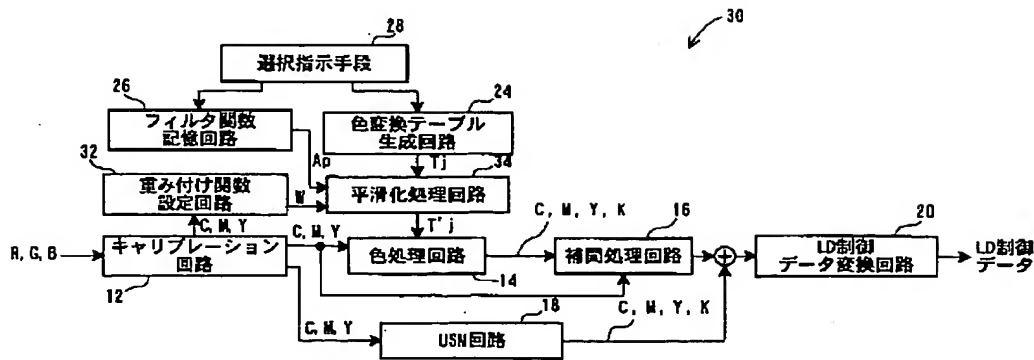 30
28
選択指示手段
26
フィルタ関数
記憶回路
24
色変換テーブル
生成回路
32
Ap
Tj
34
重み付け関数
設定回路
W
平滑化処理回路
C, M, Y
C, M, Y
T'j
C, M, Y, K
16
20
R, G, B
キャリブレーション
回路
色処理回路
補間処理回路
LD制御
データ変換回路
LD制御
データ
12
14
C, M, Y
18
USN回路
C, M, Y, K